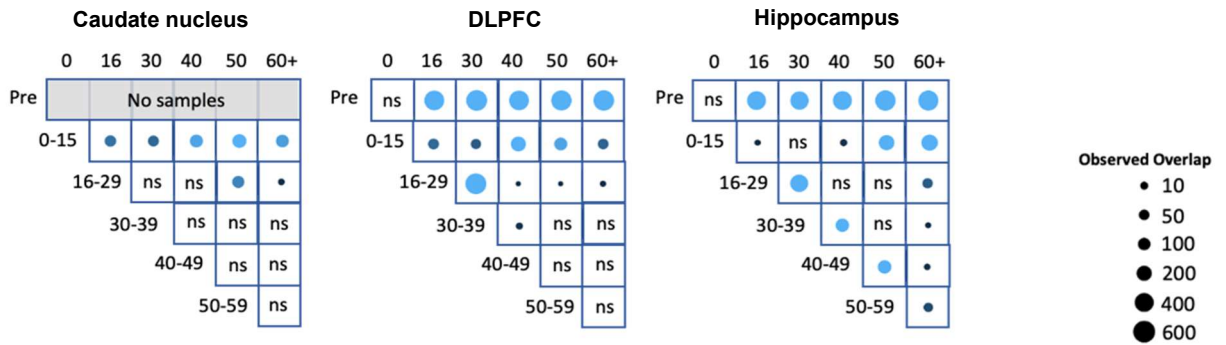 Caudate nucleus DLPFC Hippocampus
0 16 30 40 50 60+ 0 16 30 40 50 60+ 0 16 30 40 50 60+
Pre No samples Pre ns Pre ns
0-15 0-15 0-15 ns
16-29 ns ns 16-29 16-29 ns ns
30-39 ns ns ns 30-39 ns ns 30-39 ns
40-49 ns ns 40-49 ns ns 40-49
50-59 ns 50-59 ns 50-59
Observed Overlap
10
50
100
200
400
600